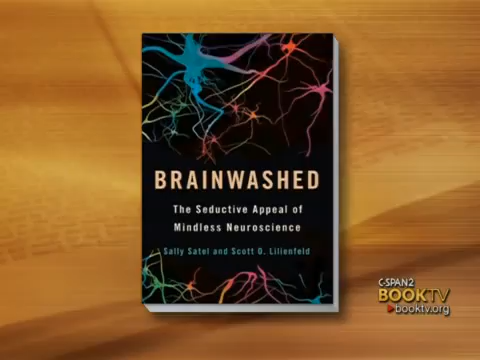 BRAINWASHED
The Seductive Appeal of
Mindless Neuroscience
Sally Satel and Scott O. Lilienfeld
C-SPAN2
BOOKTV
booktv.org